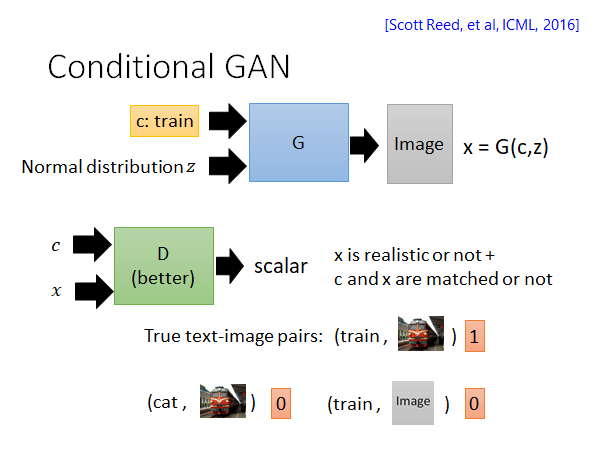 [Scott Reed, et al, ICML, 2016]
Conditional GAN
c: train
G
Image
x = G(c,z)
Normal distribution z
c
x
D
(better)
scalar
x is realistic or not +
c and x are matched or not
True text-image pairs: (train , ) 1
(cat , ) 0 (train , Image ) 0